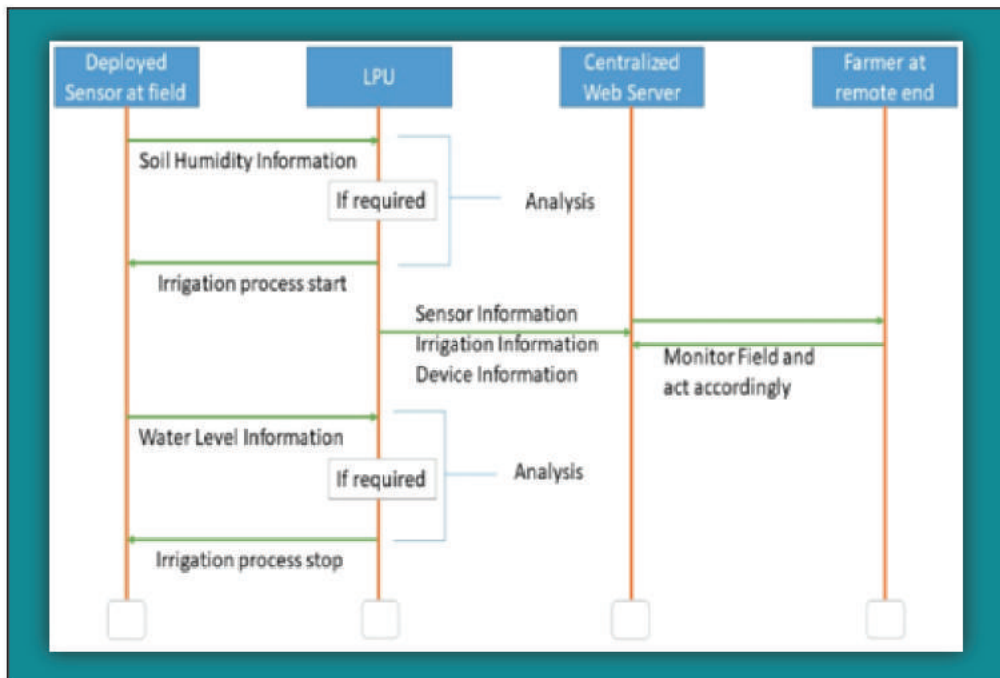 Deployed
Sensor at field
LPU
Centralized
Web Server
Farmer at
remote end
Soil Humidity Information
If required
Analysis
Irrigation process start
Sensor Information
Irrigation Information
Device Information
Monitor Field and
act accordingly
Water Level Information
If required
Analysis
Irrigation process stop